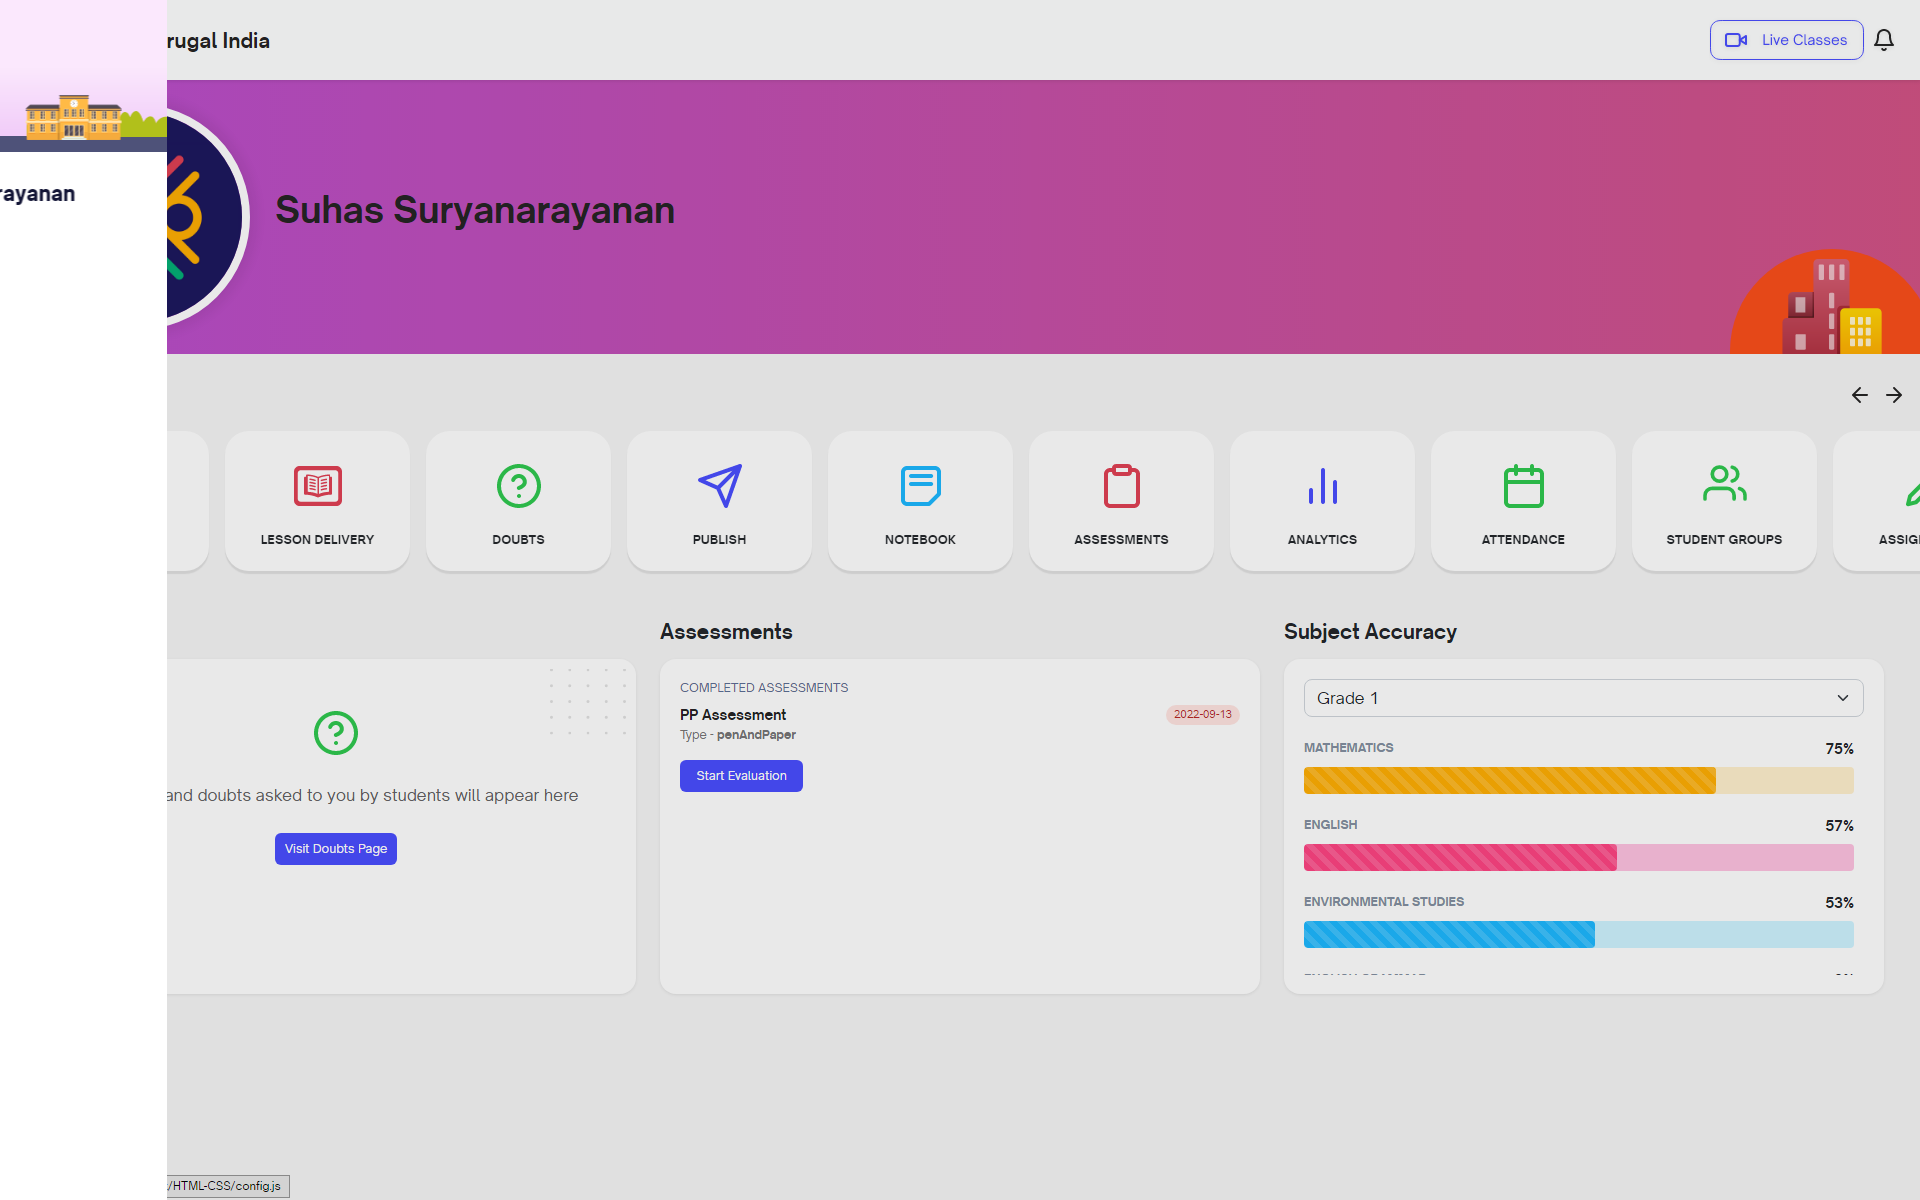 rugal India
Live Classes
rayanan
Suhas Suryanarayanan
LESSON DELIVERY
DOUBTS
PUBLISH
NOTEBOOK
ASSESSMENTS
ANALYTICS
ATTENDANCE
STUDENT GROUPS
ASSIG
and doubts asked to you by students will appear here
Visit Doubts Page
Assessments
COMPLETED ASSESSMENTS
PP Assessment
2022-09-13
Type - penAndPaper
Start Evaluation
Subject Accuracy
Grade 1
MATHEMATICS
75%
ENGLISH
57%
ENVIRONMENTAL STUDIES
53%
/HTML-CSS/config.js